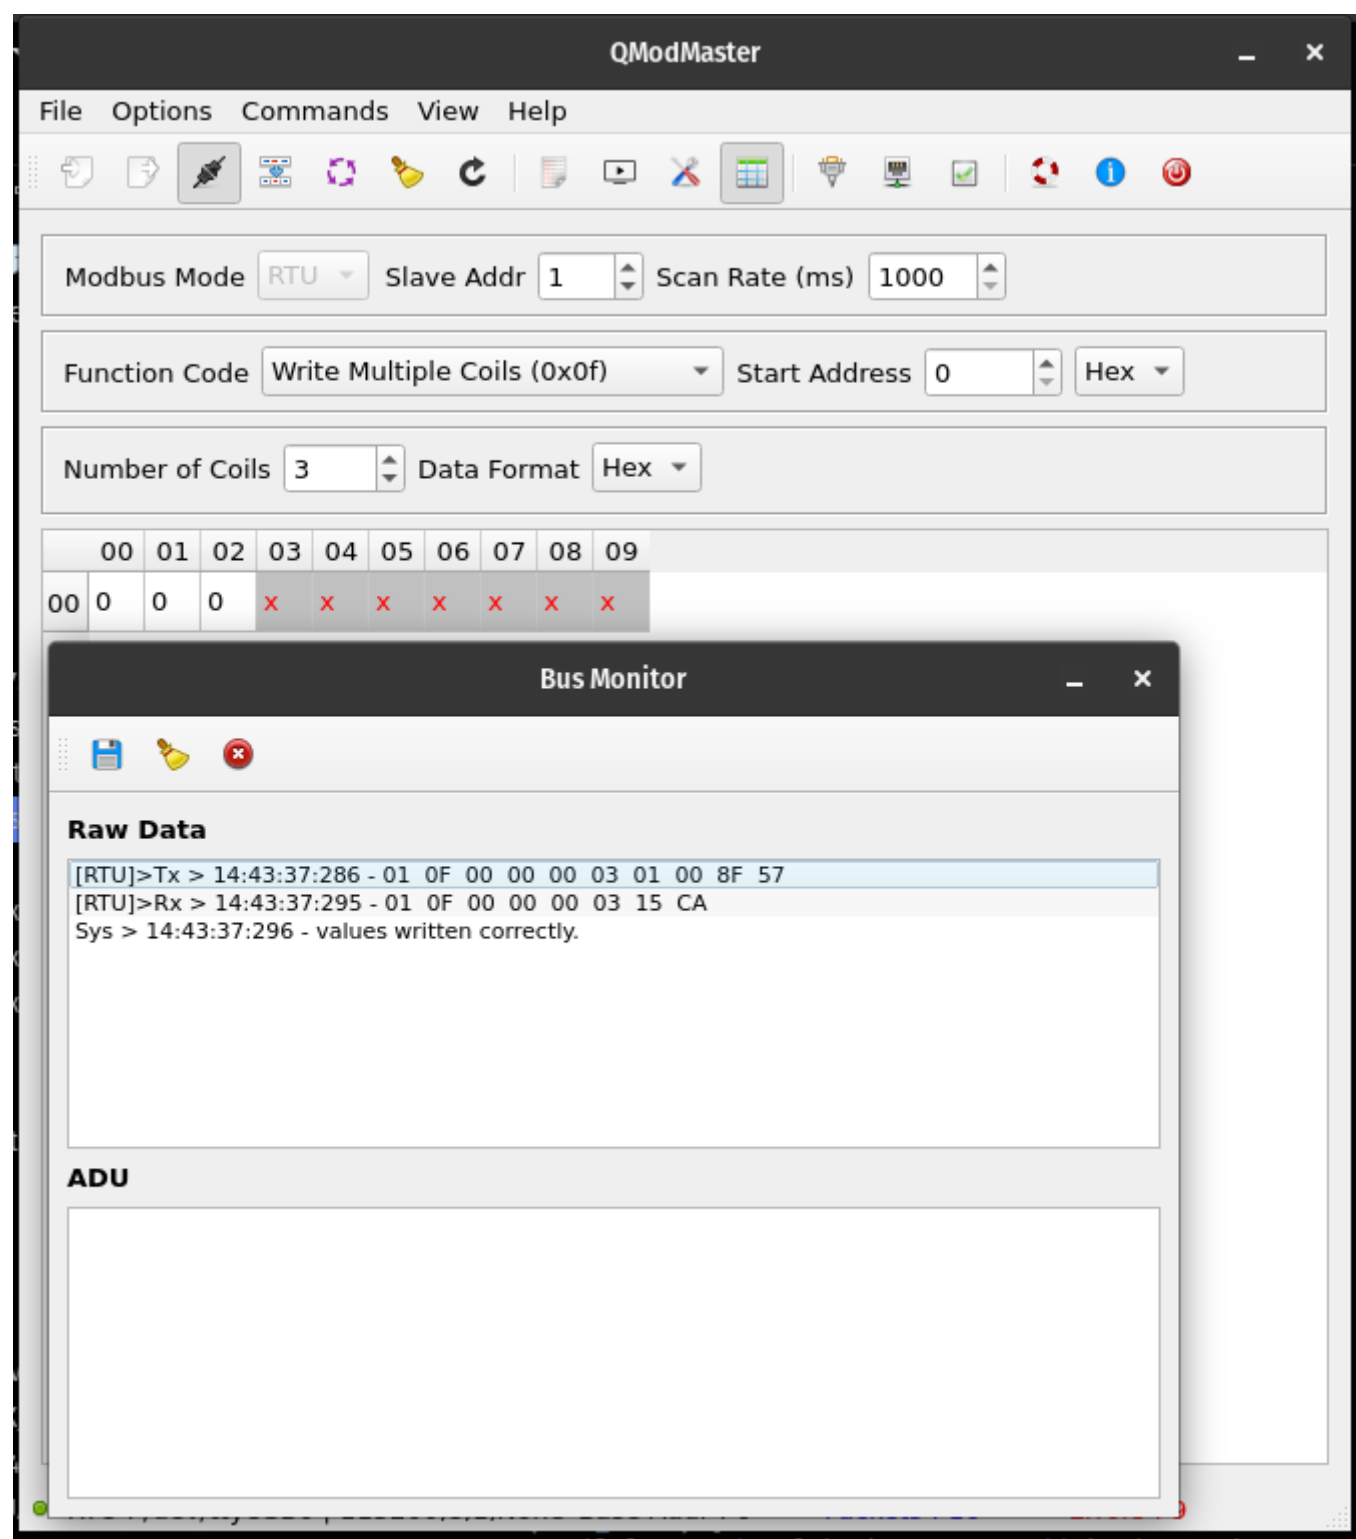 QModMaster
File Options Commands View Help
Modbus Mode RTU Slave Addr 1 Scan Rate (ms) 1000
Function Code Write Multiple Coils (0x0f) Start Address 0 Hex
Number of Coils 3 Data Format Hex
00 01 02 03 04 05 06 07 08 09
00 0 0 0 x x x x x x x
Bus Monitor
Raw Data
[RTU]>Tx > 14:43:37:286 - 01 0F 00 00 00 03 01 00 8F 57
[RTU]>Rx > 14:43:37:295 - 01 0F 00 00 00 03 15 CA
Sys > 14:43:37:296 - values written correctly.
ADU